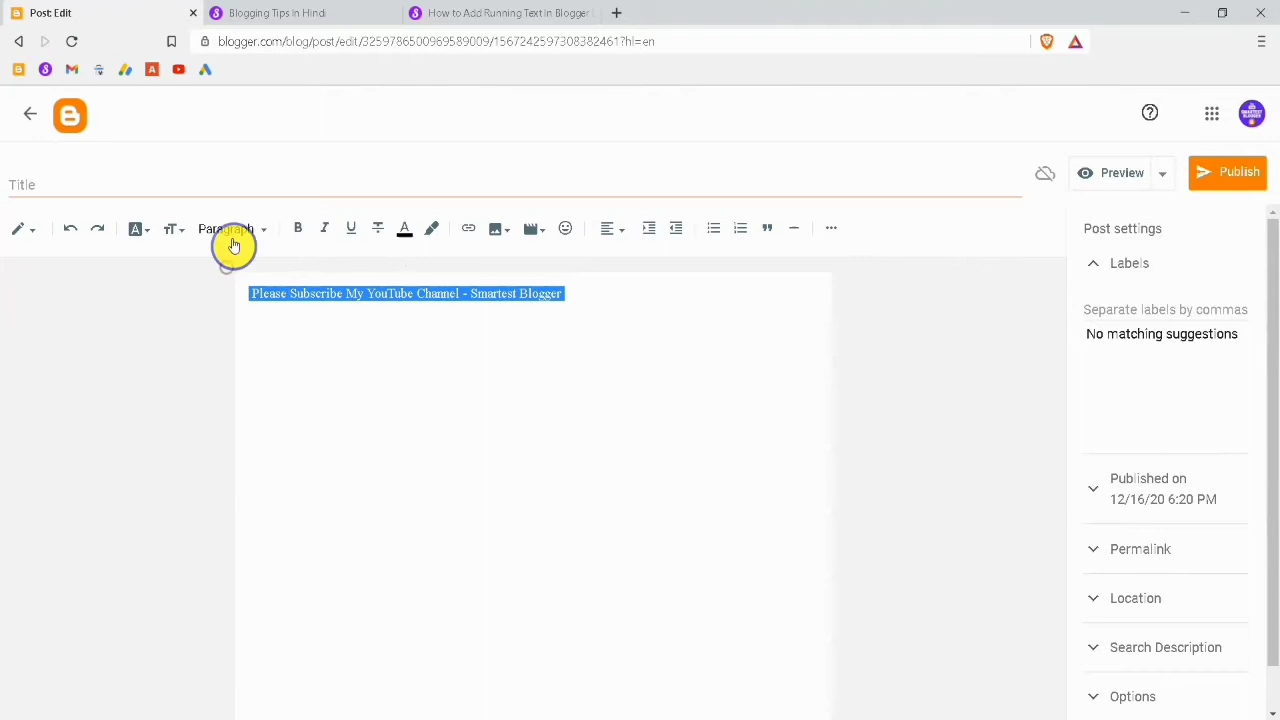 Post: Edit
Blogging Tips In Hindi
How to Add Running Text In Blogger
blogger.com/blog/post/edit/3259786500969589009/1567242597308382461?hl=en
Title
Preview
Publish
Paragraph
Post settings
Labels
Separate labels by commas
No matching suggestions
Please Subscribe My YouTube Channel - Smartest Blogger
Published on
12/16/20 6:20 PM
Permalink
Location
Search Description
Options